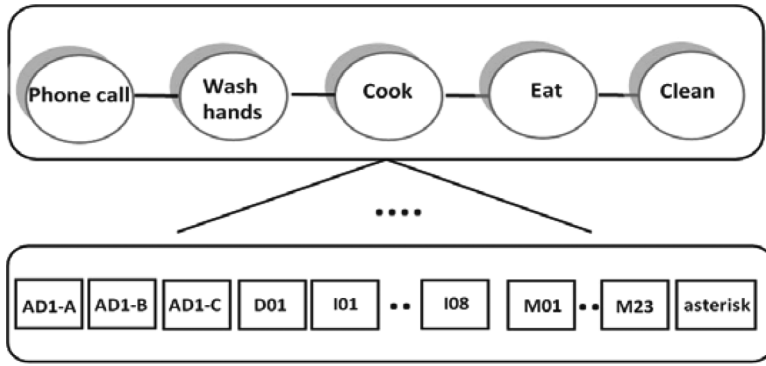 Phone call
Wash
hands
Cook
Eat
Clean
....
AD1-A AD1-B AD1-C D01 I01 .. I08 M01 .. M23 asterisk